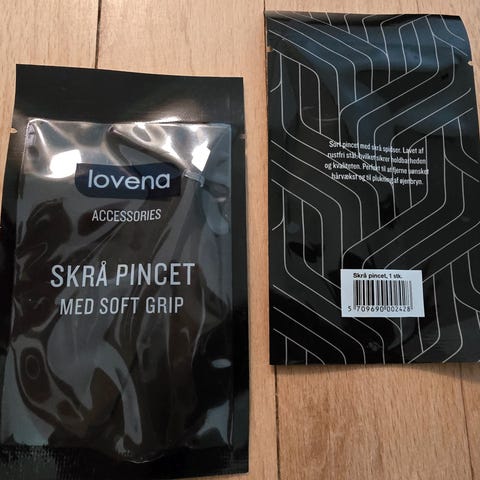 lovena
ACCESSORIES
SKRÅ PINCET
MED SOFT GRIP
Sort pincet med skrå spidser. Lavet af
rustfri stål hvilket sikrer holdbarheden
og kvaliteten. Perfekt til at fjerne uønsket
hårvækst og til plukning af øjenbryn.
Skrå pincet, 1 stk.
5 709690 002428